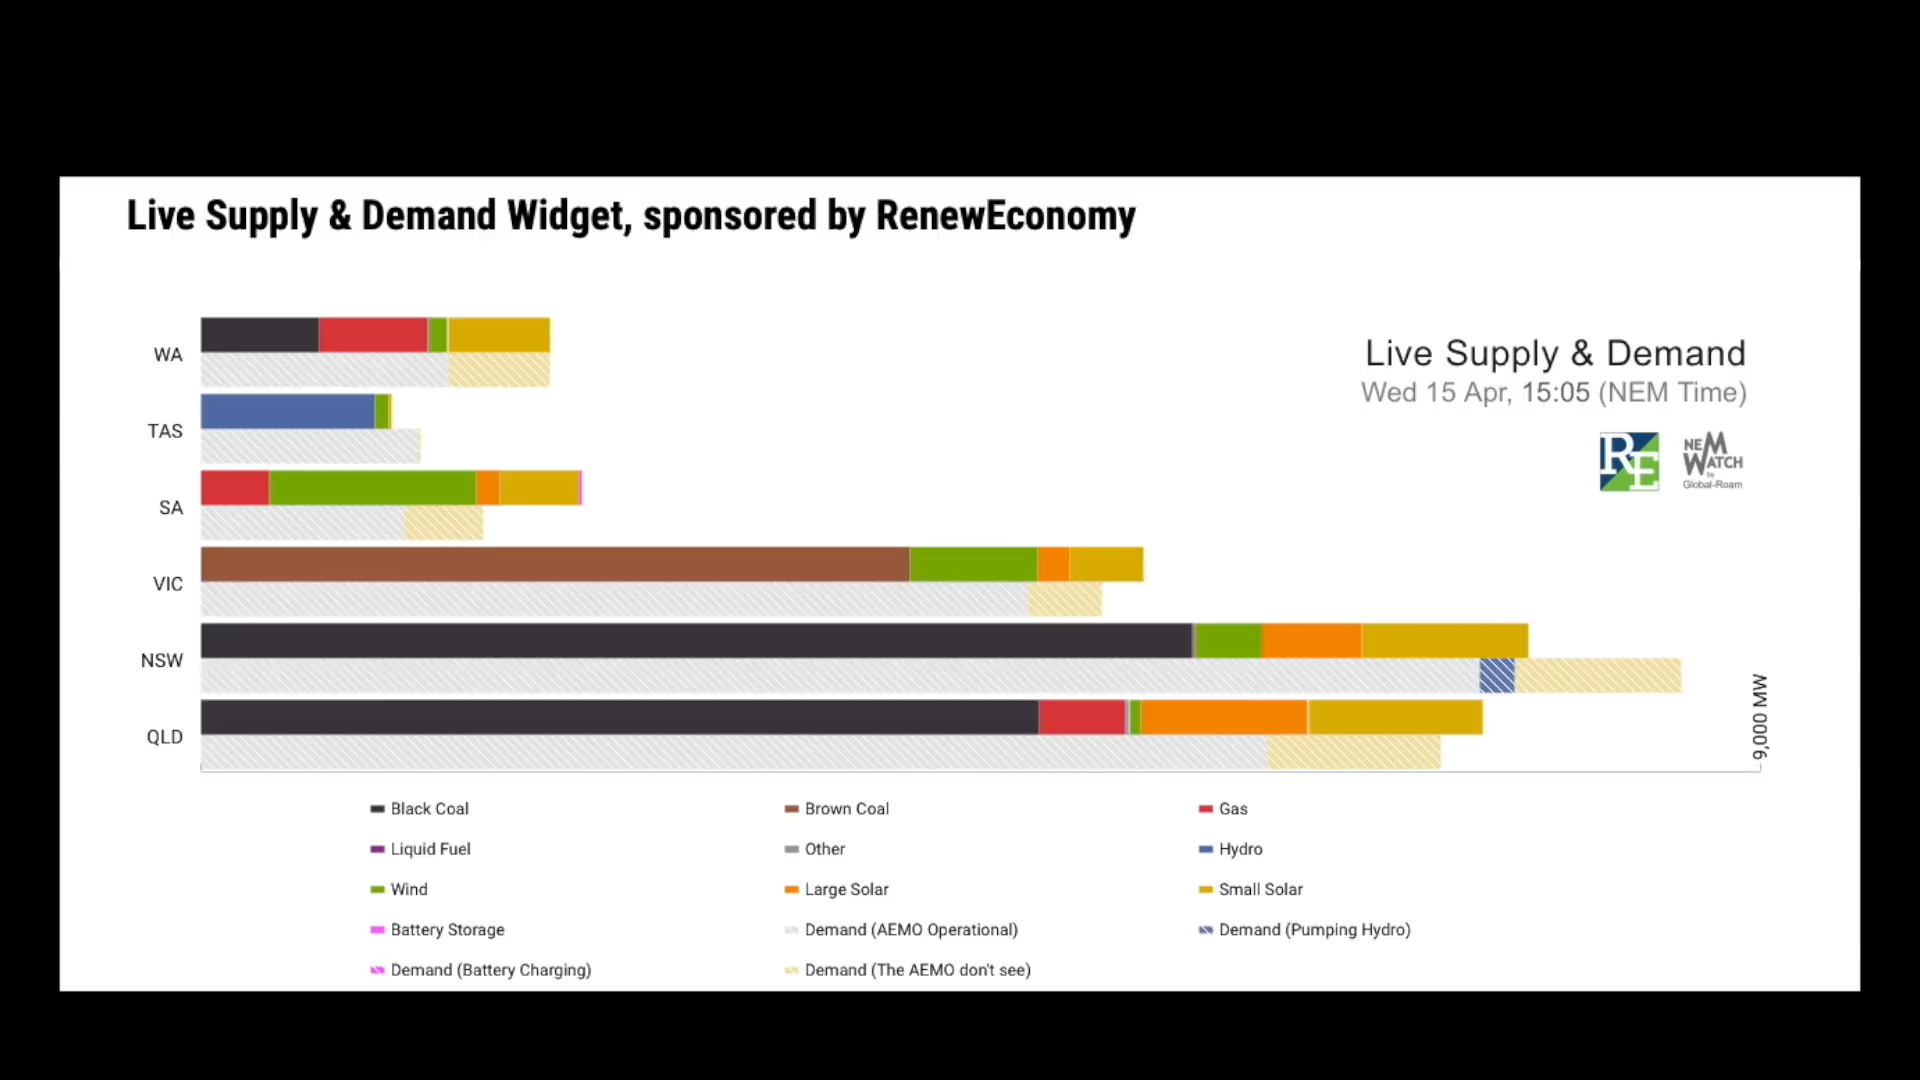 Live Supply & Demand Widget, sponsored by RenewEconomy
Live Supply & Demand
Wed 15 Apr, 15:05 (NEM Time)
RE
NEM
WATCH
by
Global-Roam
WA
TAS
SA
VIC
NSW
QLD
9,000 MW
Black Coal
Brown Coal
Gas
Liquid Fuel
Other
Hydro
Wind
Large Solar
Small Solar
Battery Storage
Demand (AEMO Operational)
Demand (Pumping Hydro)
Demand (Battery Charging)
Demand (The AEMO don't see)